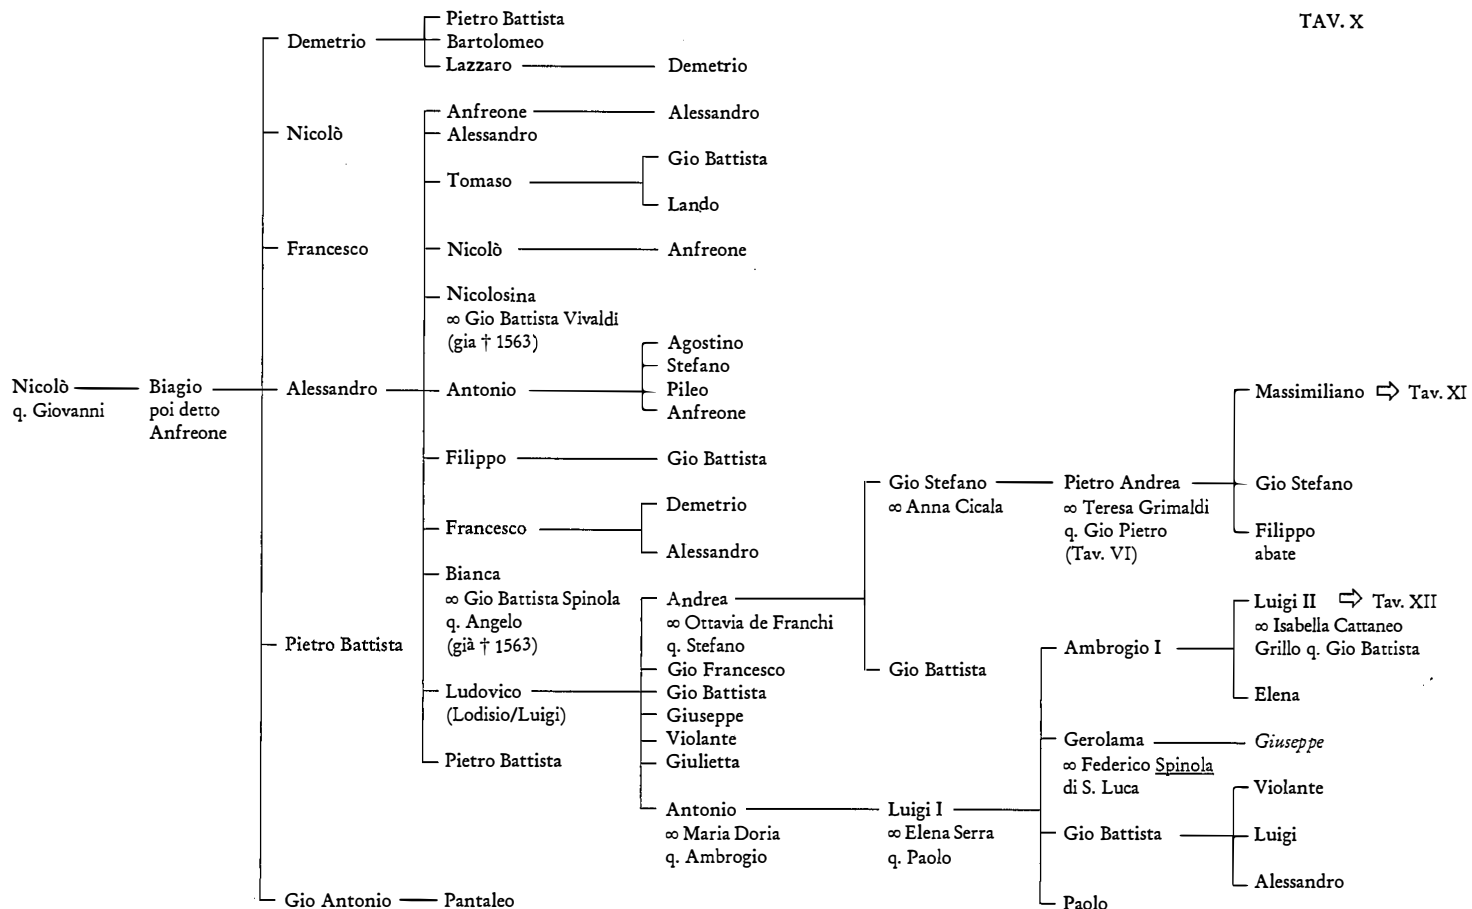 TAV. X
Nicolò
q. Giovanni
Biagio
poi detto
Anfreone
Demetrio
Nicolò
Francesco
Alessandro
Pietro Battista
Gio Antonio
Pietro Battista
Bartolomeo
Lazzaro
Anfreone
Alessandro
Tomaso
Nicolò
Nicolosina
∞ Gio Battista Vivaldi
(gia † 1563)
Antonio
Filippo
Francesco
Bianca
∞ Gio Battista Spinola
q. Angelo
(già † 1563)
Ludovico
(Lodisio/Luigi)
Pietro Battista
Pantaleo
Demetrio
Alessandro
Gio Battista
Lando
Anfreone
Agostino
Stefano
Pileo
Anfreone
Gio Battista
Demetrio
Alessandro
Andrea
∞ Ottavia de Franchi
q. Stefano
Gio Francesco
Gio Battista
Giuseppe
Violante
Giulietta
Antonio
∞ Maria Doria
q. Ambrogio
Gio Stefano
∞ Anna Cicala
Gio Battista
Luigi I
∞ Elena Serra
q. Paolo
Pietro Andrea
∞ Teresa Grimaldi
q. Gio Pietro
(Tav. VI)
Ambrogio I
Gerolama
∞ Federico Spinola
di S. Luca
Gio Battista
Paolo
Massimiliano ⇨ Tav. XI
Gio Stefano
Filippo
abate
Luigi II ⇨ Tav. XII
∞ Isabella Cattaneo
Grillo q. Gio Battista
Elena
Giuseppe
Violante
Luigi
Alessandro